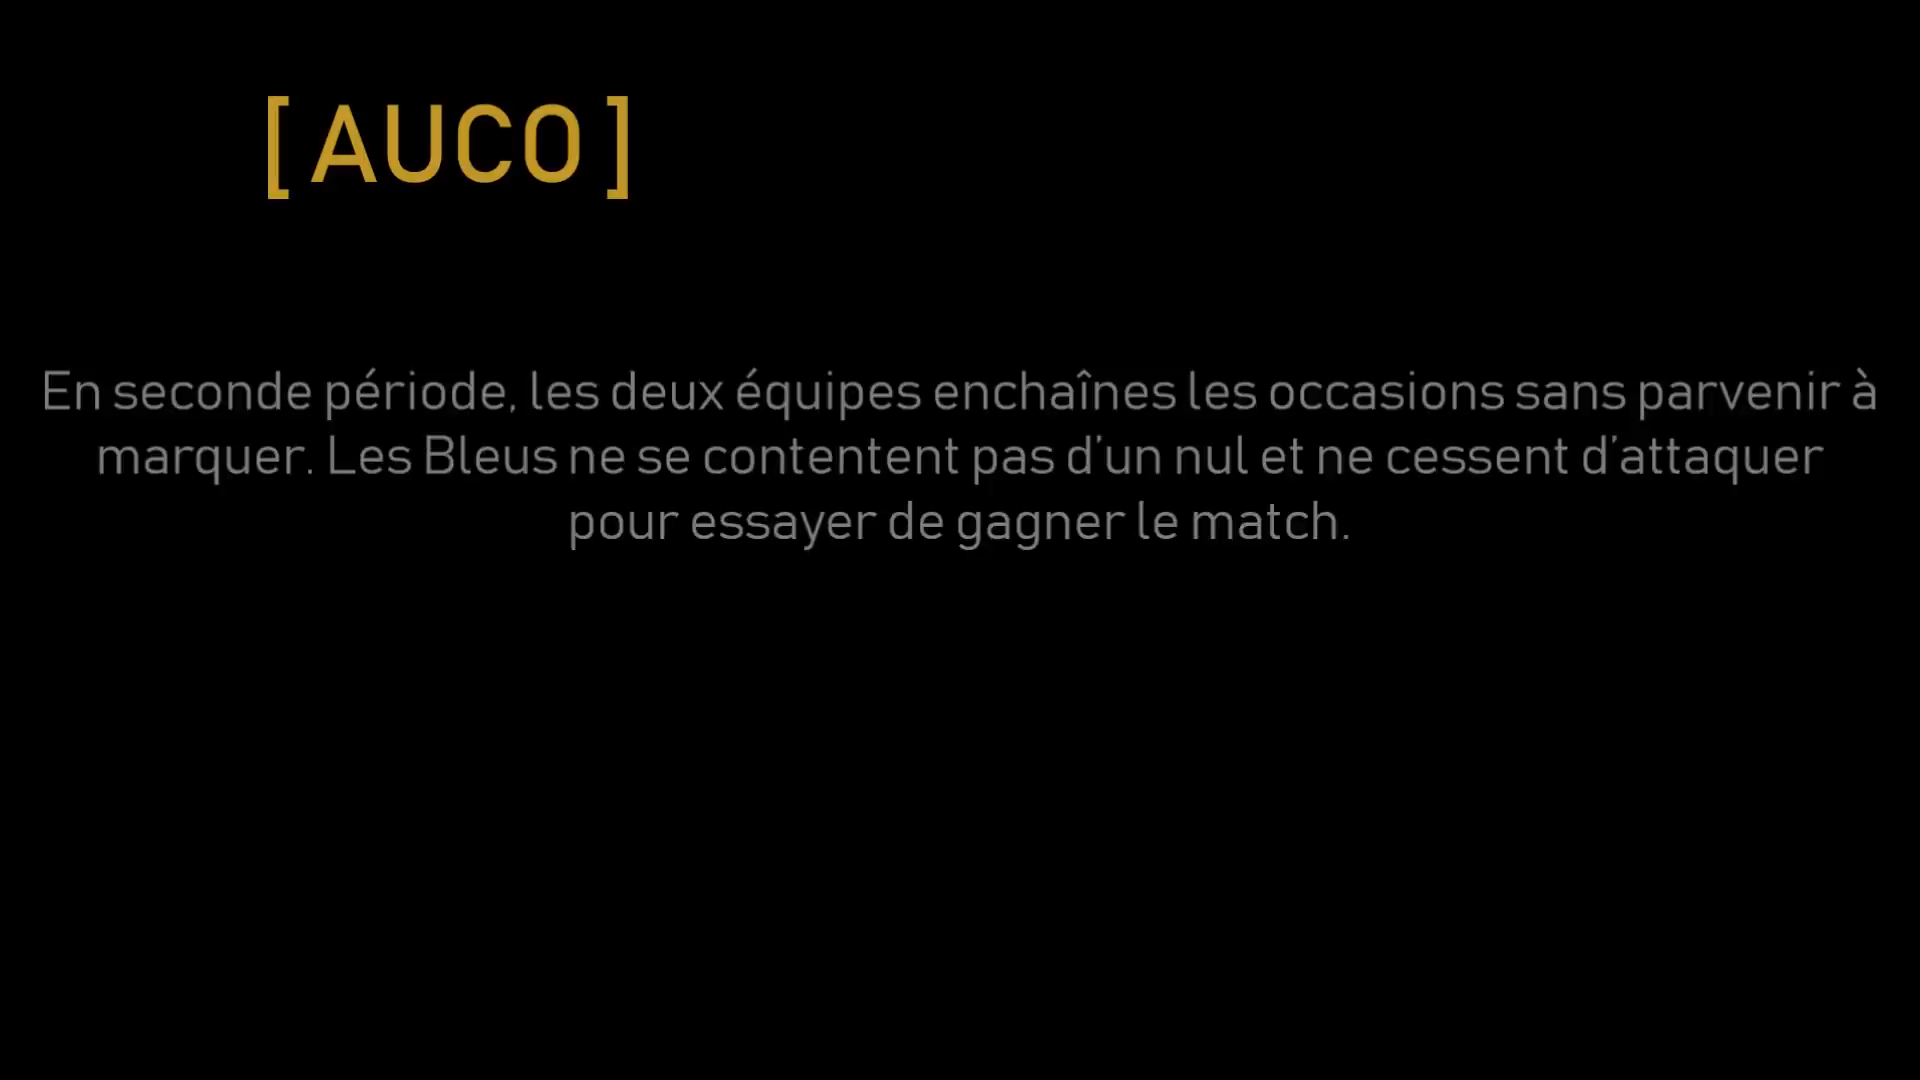 [ AUCO ]
En seconde période, les deux équipes enchaînes les occasions sans parvenir à
marquer. Les Bleus ne se contentent pas d’un nul et ne cessent d’attaquer
pour essayer de gagner le match.